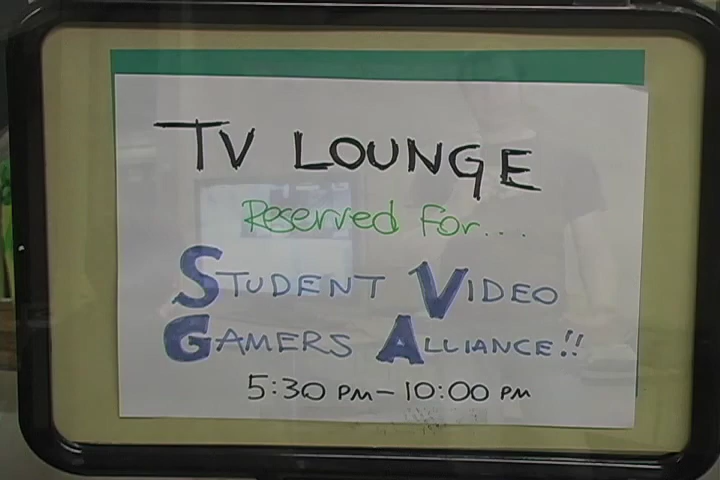 TV LOUNGE
Reserved for...
STUDENT VIDEO
GAMERS ALLIANCE!!
5:30 PM - 10:00 PM